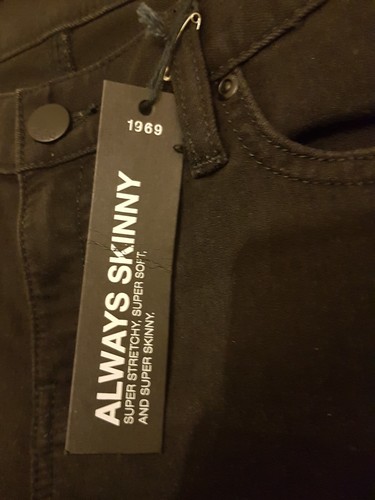 1969
ALWAYS SKINNY
SUPER STRETCHY, SUPER SOFT,
AND SUPER SKINNY.